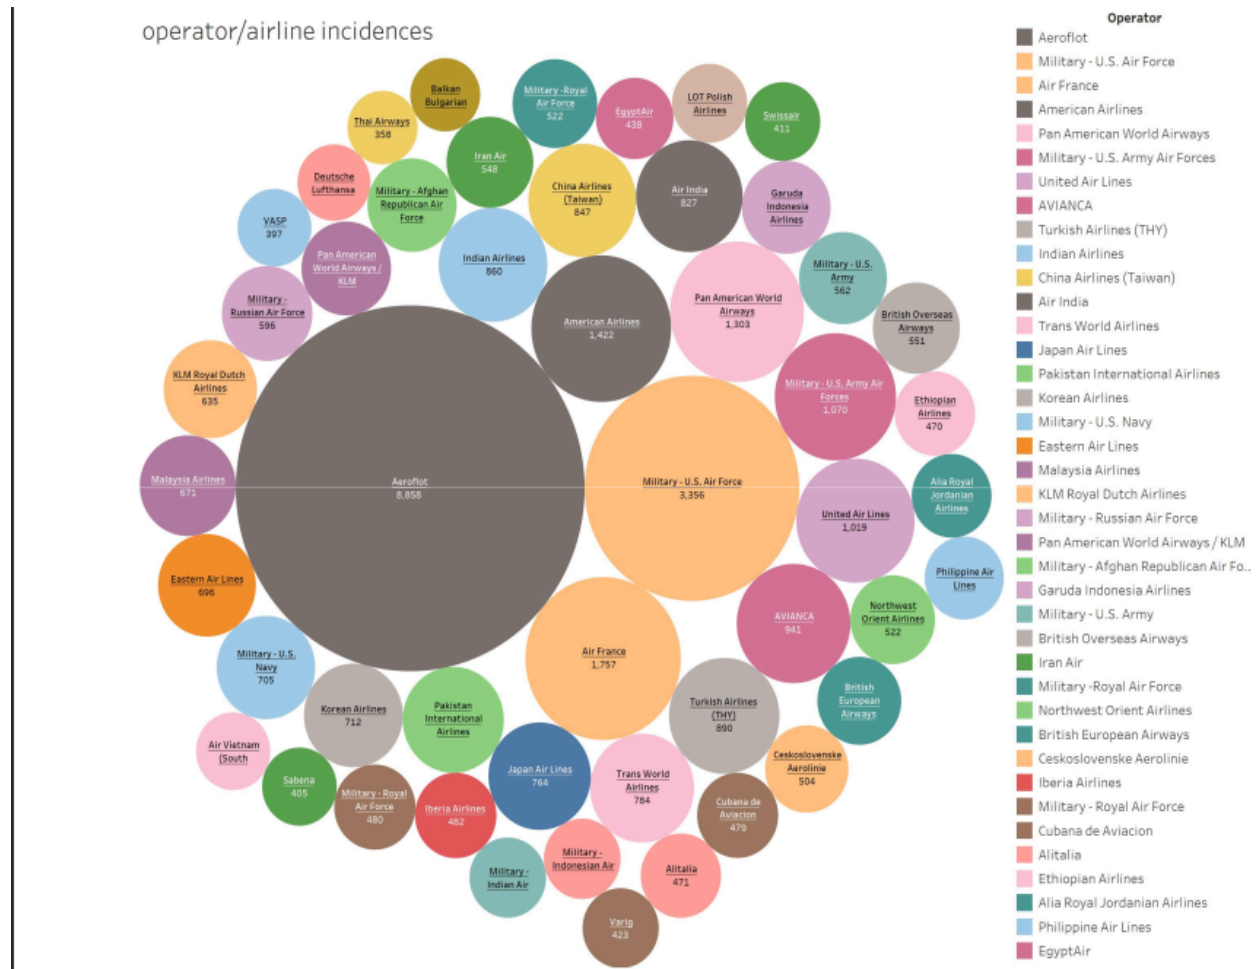 operator/airline incidences
Balkan
Bulgarian
Military -Royal
Air Force
522
EgyptAir
438
LOT Polish
Airlines
Swissair
411
Thai Airways
358
Iran Air
548
Deutsche
Lufthansa
Military - Afghan
Republican Air
Force
China Airlines
(Taiwan)
847
Air India
827
Garuda
Indonesia
Airlines
VASP
397
Pan American
World Airways /
KLM
Indian Airlines
860
Military - U.S.
Army
562
Military -
Russian Air Force
596
American Airlines
1,422
Pan American World
Airways
1,303
British Overseas
Airways
551
KLM Royal Dutch
Airlines
635
Military - U.S. Army Air
Forces
1,070
Ethiopian
Airlines
470
Malaysia Airlines
671
Aeroflot
8,858
Military - U.S. Air Force
3,356
United Air Lines
1,019
Alia Royal
Jordanian
Airlines
Eastern Air Lines
696
Philippine Air
Lines
AVIANCA
941
Northwest
Orient Airlines
522
Military - U.S.
Navy
705
Air France
1,757
British
European
Airways
Korean Airlines
712
Pakistan
International
Airlines
Turkish Airlines
(THY)
890
Air Vietnam
(South
Sabena
405
Japan Air Lines
764
Trans World
Airlines
784
Ceskoslovenske
Aerolinie
504
Military - Royal
Air Force
480
Iberia Airlines
482
Cubana de
Aviacion
479
Military -
Indian Air
Military -
Indonesian Air
Alitalia
471
Varig
423
Operator
Aeroflot
Military - U.S. Air Force
Air France
American Airlines
Pan American World Airways
Military - U.S. Army Air Forces
United Air Lines
AVIANCA
Turkish Airlines (THY)
Indian Airlines
China Airlines (Taiwan)
Air India
Trans World Airlines
Japan Air Lines
Pakistan International Airlines
Korean Airlines
Military - U.S. Navy
Eastern Air Lines
Malaysia Airlines
KLM Royal Dutch Airlines
Military - Russian Air Force
Pan American World Airways / KLM
Military - Afghan Republican Air Fo..
Garuda Indonesia Airlines
Military - U.S. Army
British Overseas Airways
Iran Air
Military -Royal Air Force
Northwest Orient Airlines
British European Airways
Ceskoslovenske Aerolinie
Iberia Airlines
Military - Royal Air Force
Cubana de Aviacion
Alitalia
Ethiopian Airlines
Alia Royal Jordanian Airlines
Philippine Air Lines
EgyptAir